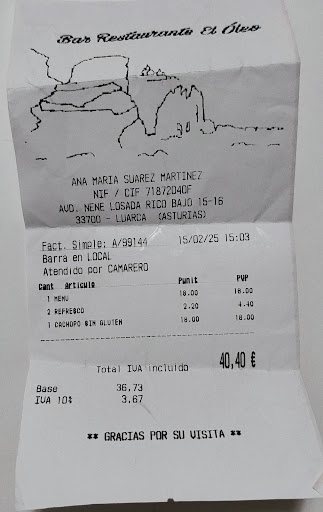 Bar Restaurante El Óleo
ANA MARIA SUAREZ MARTINEZ
NIF / CIF 71872040F
AVD. NENE LOSADA RICO BAJO 15-16
33700 - LUARCA (ASTURIAS)
Fact. Simple: A/99144 15/02/25 15:03
Barra en LOCAL
Atendido por CAMARERO
Cant Articulo Punit PVP
1 MENU 18.00 18.00
2 REFRESCO 2.20 4.40
1 CACHOPO SIN GLUTEN 18.00 18.00
Total IVA incluido 40,40 €
Base 36,73
IVA 10% 3,67
** GRACIAS POR SU VISITA **